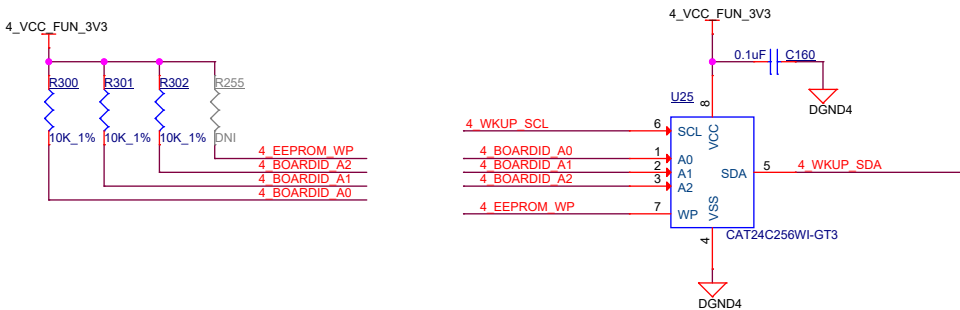 4_VCC_FUN_3V3
R300 R301 R302 R255
10K_1% 10K_1% 10K_1% DNI
4_EEPROM_WP
4_BOARDID_A2
4_BOARDID_A1
4_BOARDID_A0
4_VCC_FUN_3V3
0.1uF C160
DGND4
U25
8
VCC
4_WKUP_SCL 6 SCL
4_BOARDID_A0 1 A0
4_BOARDID_A1 2 A1
4_BOARDID_A2 3 A2
SDA 5 4_WKUP_SDA
4_EEPROM_WP 7 WP
VSS
4
CAT24C256WI-GT3
DGND4